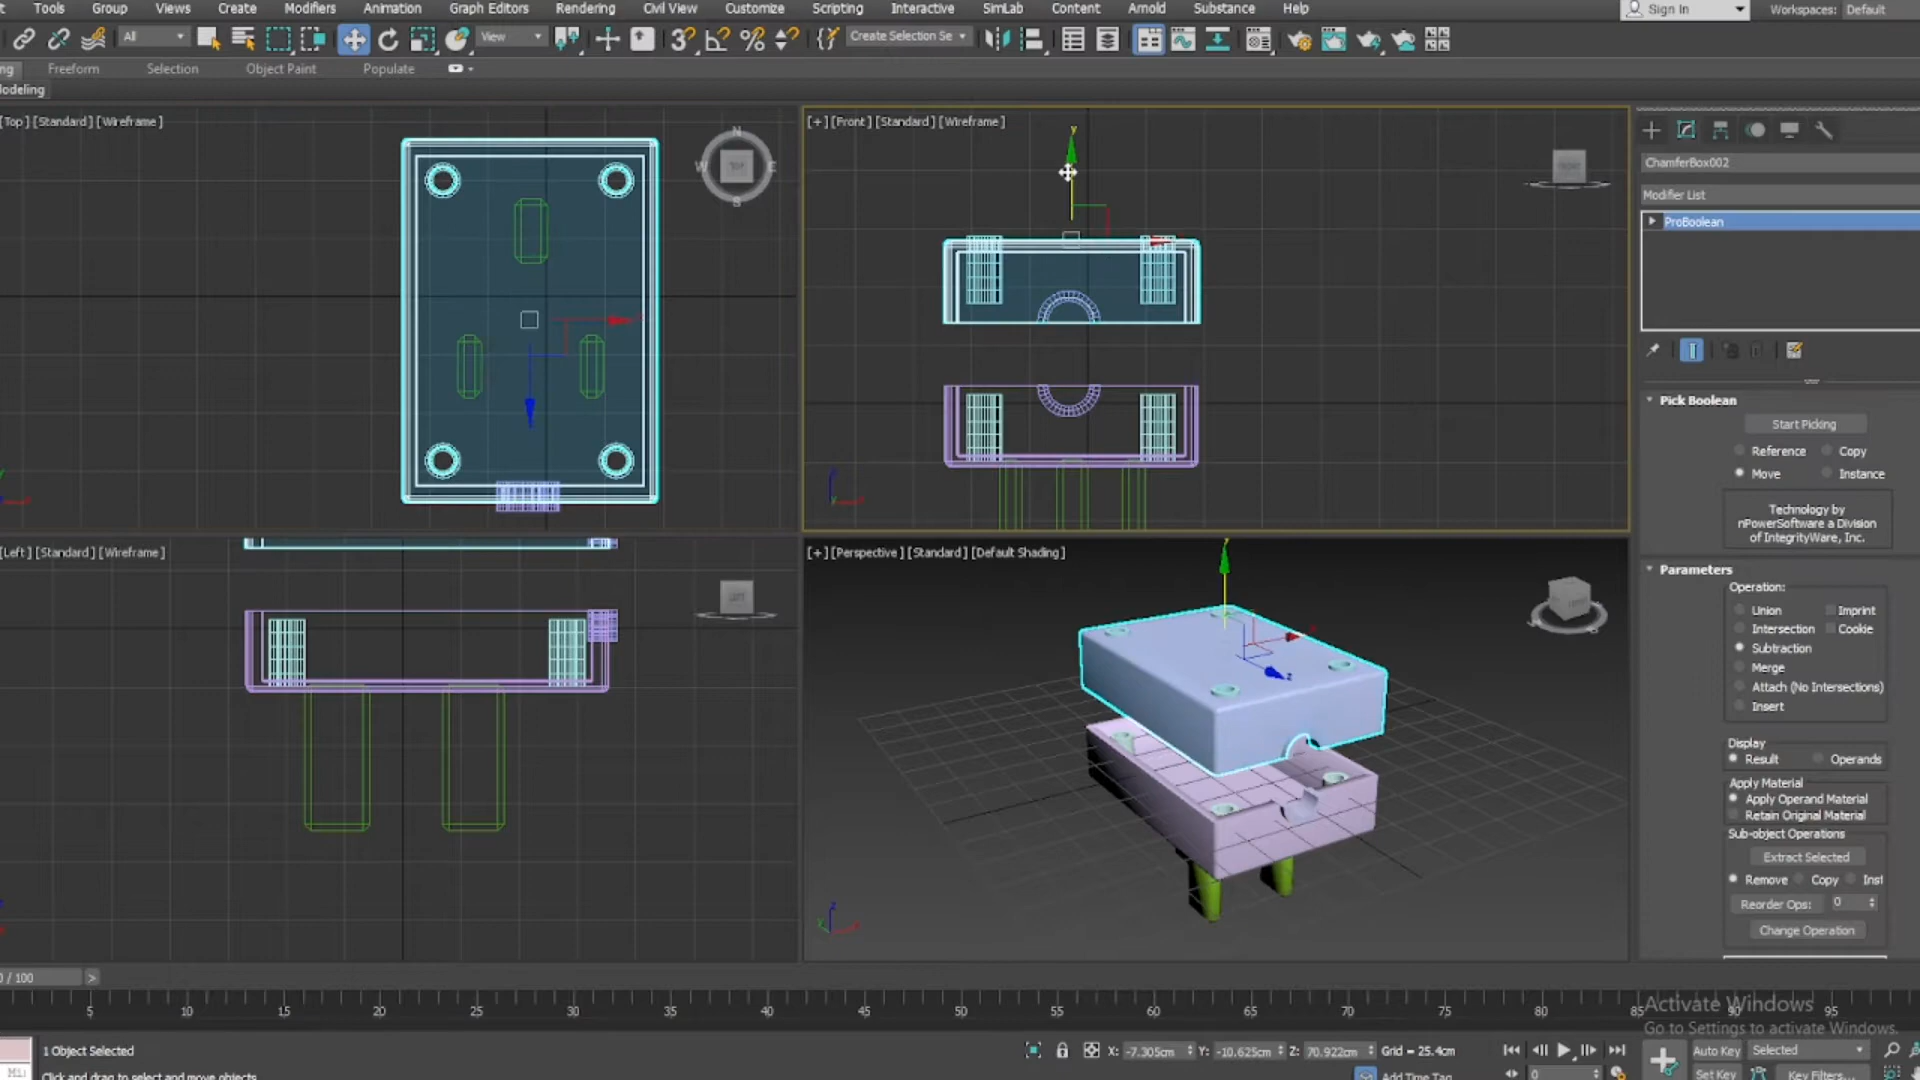 Tools Group Views Create Modifiers Animation Graph Editors Rendering Civil View Customize Scripting Interactive SimLab Content Arnold Substance Help Sign In Workspaces: Default
All View Create Selection Se
ng Freeform Selection Object Paint Populate
lodeling
[Top] [Standard] [Wireframe]
N
W TOP E
S
[+] [Front] [Standard] [Wireframe]
y
FRONT
[Left] [Standard] [Wireframe]
LEFT
[+] [Perspective] [Standard] [Default Shading]
y
z
ChamferBox002
Modifier List
ProBoolean
Pick Boolean
Start Picking
Reference Copy
Move Instance
Technology by
nPowerSoftware a Division
of IntegrityWare, Inc.
Parameters
Operation:
Union Imprint
Intersection Cookie
Subtraction
Merge
Attach (No Intersections)
Insert
Display
Result Operands
Apply Material
Apply Operand Material
Retain Original Material
Sub-object Operations
Extract Selected
Remove Copy Inst
Reorder Ops: 0
Change Operation
0 / 100 >
5 10 15 20 25 30 35 40 45 50 55 60 65 70 75 80 85 90 95
Activate Windows
Go to Settings to activate Windows.
1 Object Selected
X: -7.305cm Y: -10.625cm Z: 70.922cm Grid = 25.4cm
Auto Key Selected
Mi
Click and drag to select and move objects
Add Time Tag
0
Set Key Key Filters...